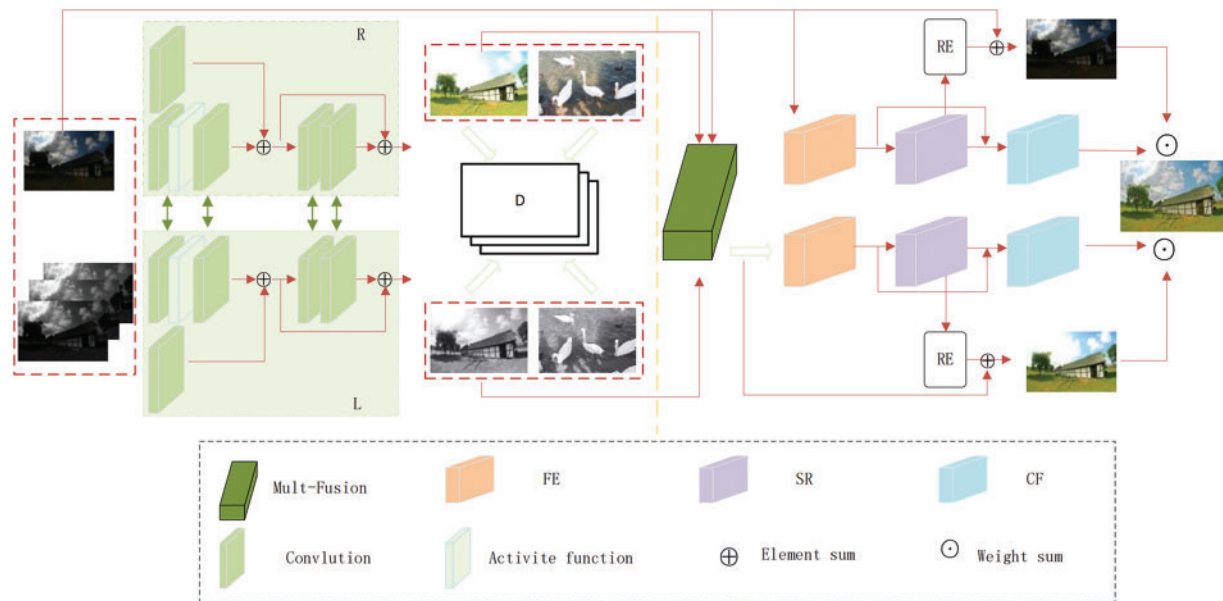 R
RE
D
L
RE
Mult-Fusion
FE
SR
CF
Convlution
Activite function
Element sum
Weight sum